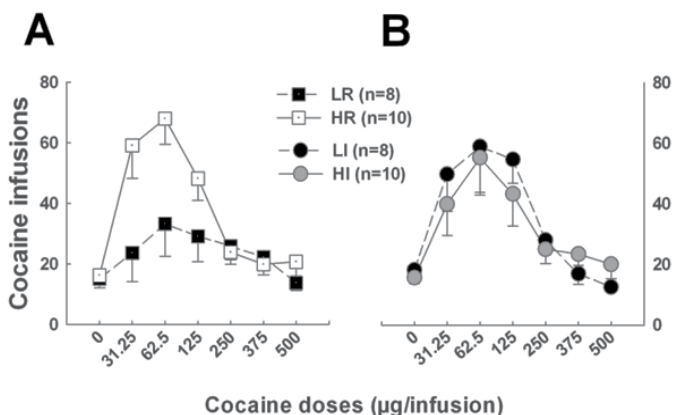 A
B
80
60
40
20
0
Cocaine infusions
LR (n=8)
HR (n=10)
LI (n=8)
HI (n=10)
80
60
40
20
0
0 31.25 62.5 125 250 375 500
0 31.25 62.5 125 250 375 500
Cocaine doses (µg/infusion)